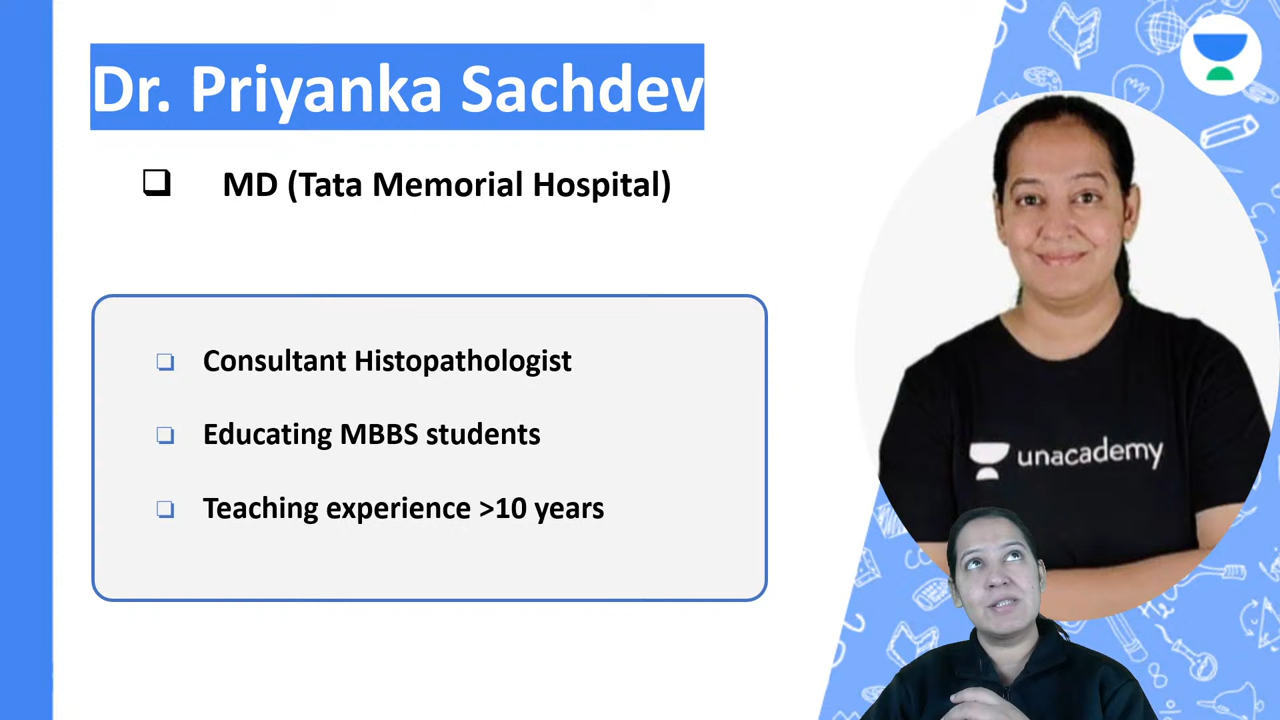 Dr. Priyanka Sachdev
MD (Tata Memorial Hospital)
Consultant Histopathologist
Educating MBBS students
Teaching experience >10 years
unacademy